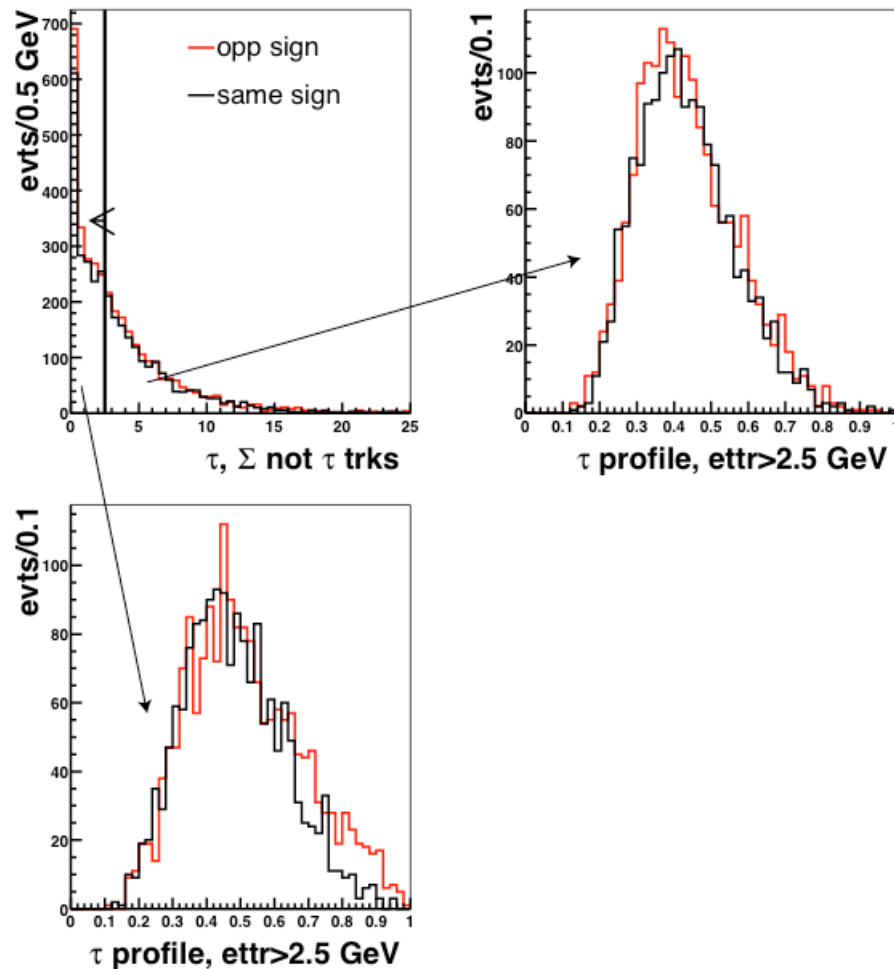 evts/0.5 GeV
700
600
500
400
300
200
100
0
opp sign
same sign
0 5 10 15 20 25
τ, Σ not τ trks
evts/0.1
100
80
60
40
20
0
0 0.1 0.2 0.3 0.4 0.5 0.6 0.7 0.8 0.9 1
τ profile, ettr>2.5 GeV
evts/0.1
100
80
60
40
20
0
0 0.1 0.2 0.3 0.4 0.5 0.6 0.7 0.8 0.9 1
τ profile, ettr>2.5 GeV